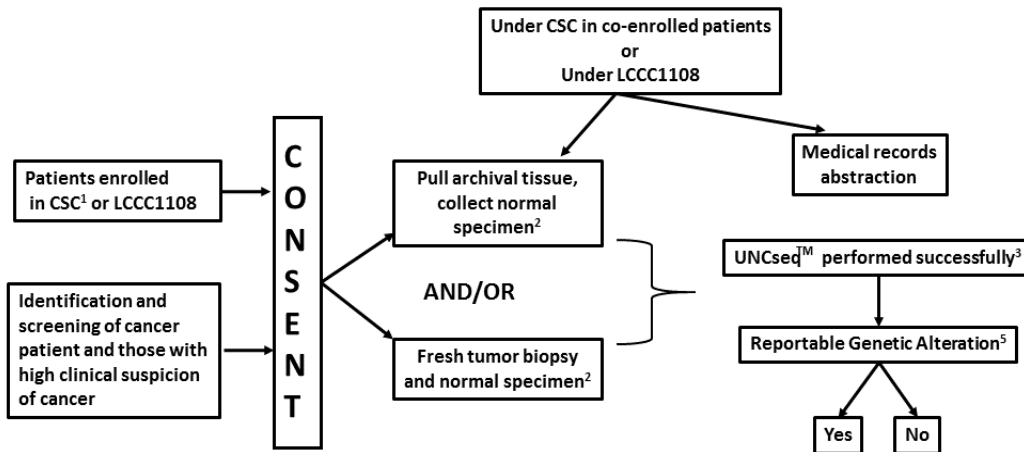 Under CSC in co-enrolled patients
or
Under LCCC1108
Patients enrolled
in CSC¹ or LCCC1108
Identification and
screening of cancer
patient and those with
high clinical suspicion
of cancer
C
O
N
S
E
N
T
Pull archival tissue,
collect normal
specimen²
AND/OR
Fresh tumor biopsy
and normal specimen²
Medical records
abstraction
UNCseq™ performed successfully³
Reportable Genetic Alteration⁵
Yes
No